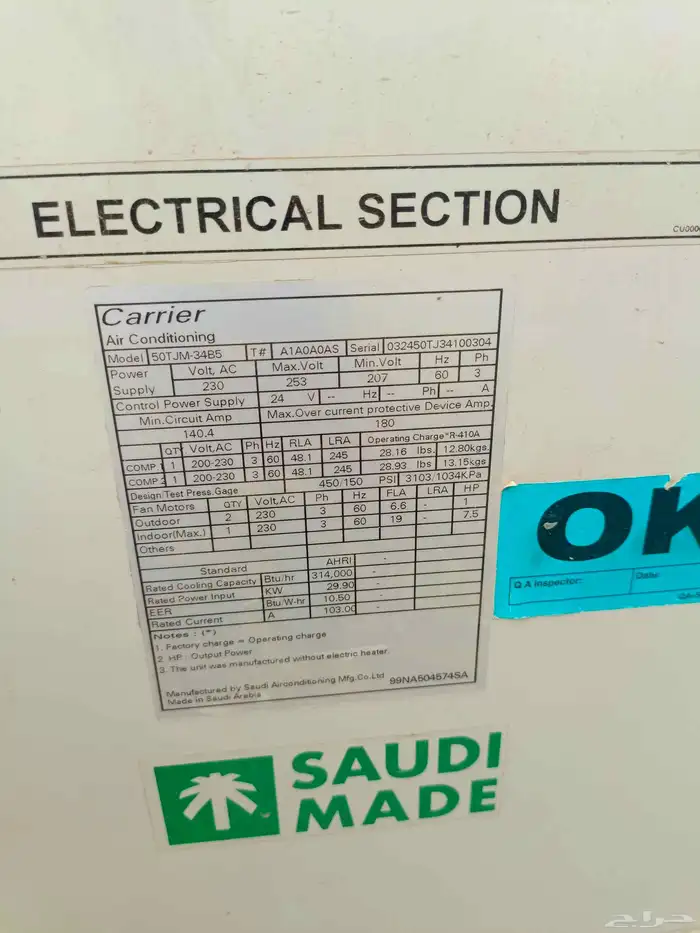 ELECTRICAL SECTION
Carrier
Air Conditioning
Model 50TJM-34B5 T# A1A0A0AS Serial 032450TJ34100304
Power Supply Volt, AC Max.Volt Min.Volt Hz Ph
230 253 207 60 3
Control Power Supply 24 V -- Hz -- Ph -- A
Min.Circuit Amp Max.Over current protective Device Amp.
140.4 180
QTY Volt,AC Ph Hz RLA LRA Operating Charge*R-410A
COMP.1 1 200-230 3 60 48.1 245 28.16 lbs. 12.80kgs.
COMP.2 1 200-230 3 60 48.1 245 28.93 lbs 13.15kgs
Design/Test Press.Gage 450/150 PSI 3103/1034KPa
Fan Motors QTY Volt,AC Ph Hz FLA LRA HP
Outdoor 2 230 3 60 6.6 - 1
Indoor(Max.) 1 230 3 60 19 - 7.5
Others
Standard AHRI -
Rated Cooling Capacity Btu/hr 314,000 -
Rated Power Input KW 29.90 -
EER Btu/W-hr 10.50 -
Rated Current A 103.00 -
Notes : (*)
1. Factory charge = Operating charge
2. HP : Output Power
3. The unit was manufactured without electric heater.
Manufactured by Saudi Airconditioning Mfg.Co.Ltd 99NA504574SA
Made in Saudi Arabia
OK
Q A Inspector: Date:
SAUDI
MADE
حراج